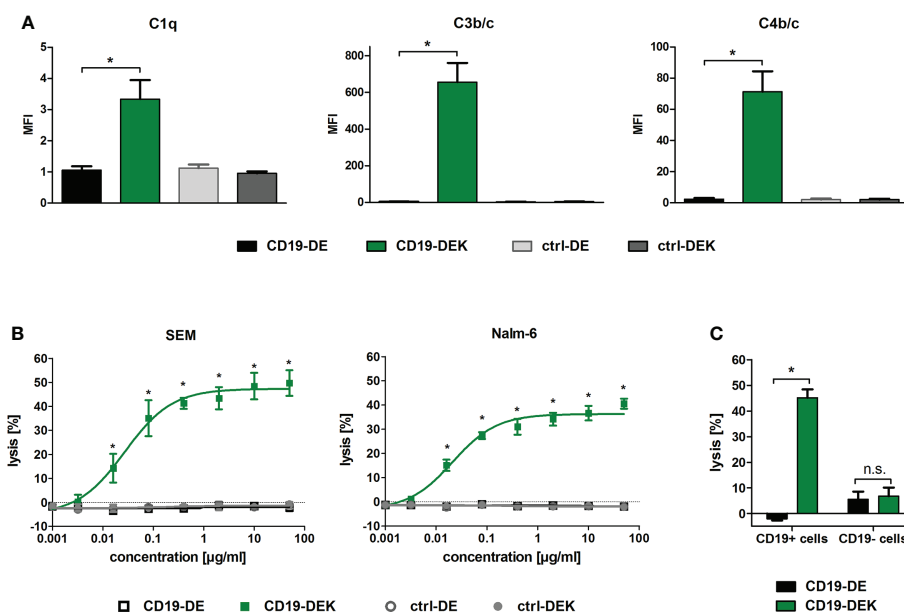 A
C1q
C3b/c
C4b/c
*
*
*
MFI
MFI
MFI
5
4
3
2
1
0
800
600
400
200
0
100
80
60
40
20
0
CD19-DE CD19-DEK ctrl-DE ctrl-DEK
B
SEM
Nalm-6
C
lysis [%]
60
50
40
30
20
10
0
-10
* * * * * *
0.001 0.01 0.1 1 10 100
concentration [µg/ml]
lysis [%]
60
50
40
30
20
10
0
-10
* * * * * *
0.001 0.01 0.1 1 10 100
concentration [µg/ml]
CD19-DE CD19-DEK ctrl-DE ctrl-DEK
lysis [%]
60
50
40
30
20
10
0
*
n.s.
CD19+ cells CD19- cells
CD19-DE
CD19-DEK